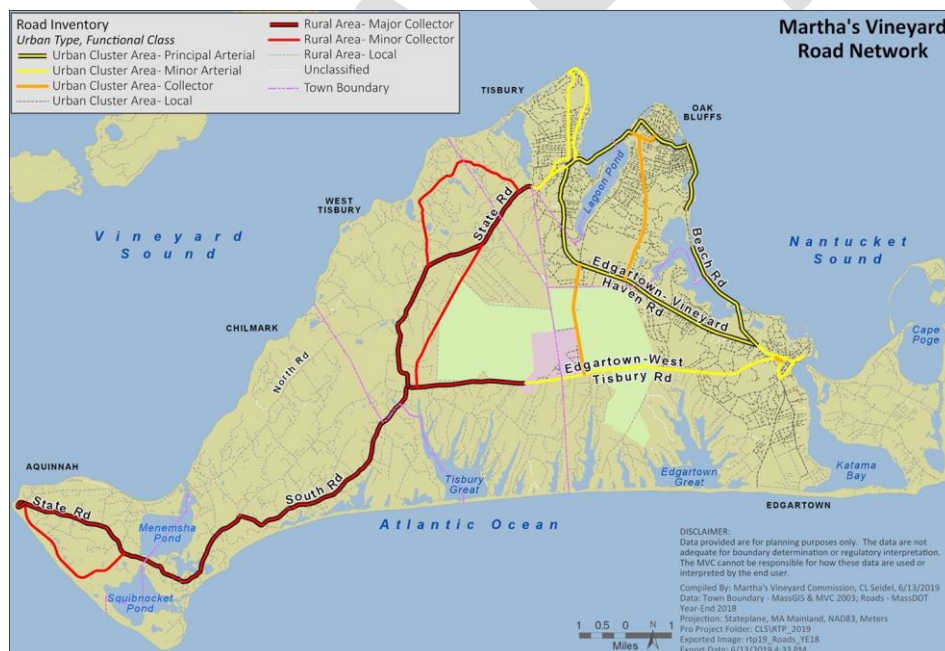 Road Inventory
Urban Type, Functional Class
Urban Cluster Area- Principal Arterial
Urban Cluster Area- Minor Arterial
Urban Cluster Area- Collector
Urban Cluster Area- Local
Rural Area- Major Collector
Rural Area- Minor Collector
Rural Area- Local
Unclassified
Town Boundary
Martha's Vineyard
Road Network
TISBURY
OAK
BLUFFS
Lagoon Pond
WEST
TISBURY
State Rd
Vineyard
Sound
Beach Rd
Nantucket
Sound
Edgartown- Vineyard
Haven Rd
CHILMARK
North Rd
Cape
Poge
Edgartown-West
Tisbury Rd
AQUINNAH
State Rd
South Rd
Tisbury
Great
Edgartown
Great
Katama
Bay
Menemsha
Pond
EDGARTOWN
Atlantic Ocean
Squibnocket
Pond
DISCLAIMER:
Data provided are for planning purposes only. The data are not
adequate for boundary determination or regulatory interpretation.
The MVC cannot be responsible for how these data are used or
interpreted by the end user.
Compiled By: Martha's Vineyard Commission, CL Seidel, 6/13/2019
Data: Town Boundary - MassGIS & MVC 2003; Roads - MassDOT
Year-End 2018
Projection: Stateplane, MA Mainland, NAD83, Meters
Pro Project Folder: CLS\RTP_2019
Exported Image: rtp19_Roads_YE18
Export Date: 6/13/2019 4:33 PM
1 0.5 0 1
Miles
N